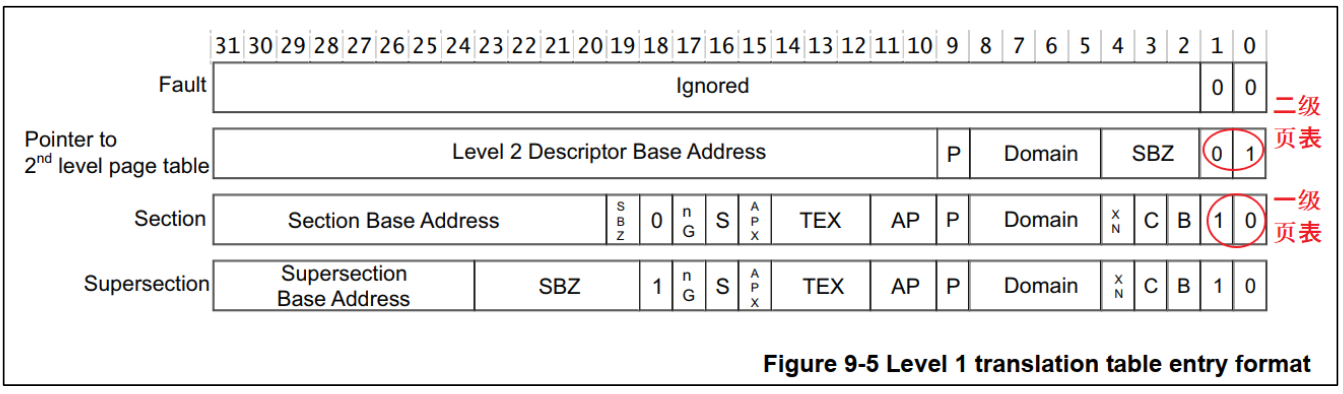 31 30 29 28 27 26 25 24 23 22 21 20 19 18 17 16 15 14 13 12 11 10 9 8 7 6 5 4 3 2 1 0
Fault Ignored 0 0
二级
页表
Pointer to
2nd level page table
Level 2 Descriptor Base Address P Domain SBZ 0 1
Section Section Base Address SBZ 0 nG S APX TEX AP P Domain XN C B 1 0
一级
页表
Supersection Supersection
Base Address
SBZ 1 nG S APX TEX AP P Domain XN C B 1 0
Figure 9-5 Level 1 translation table entry format